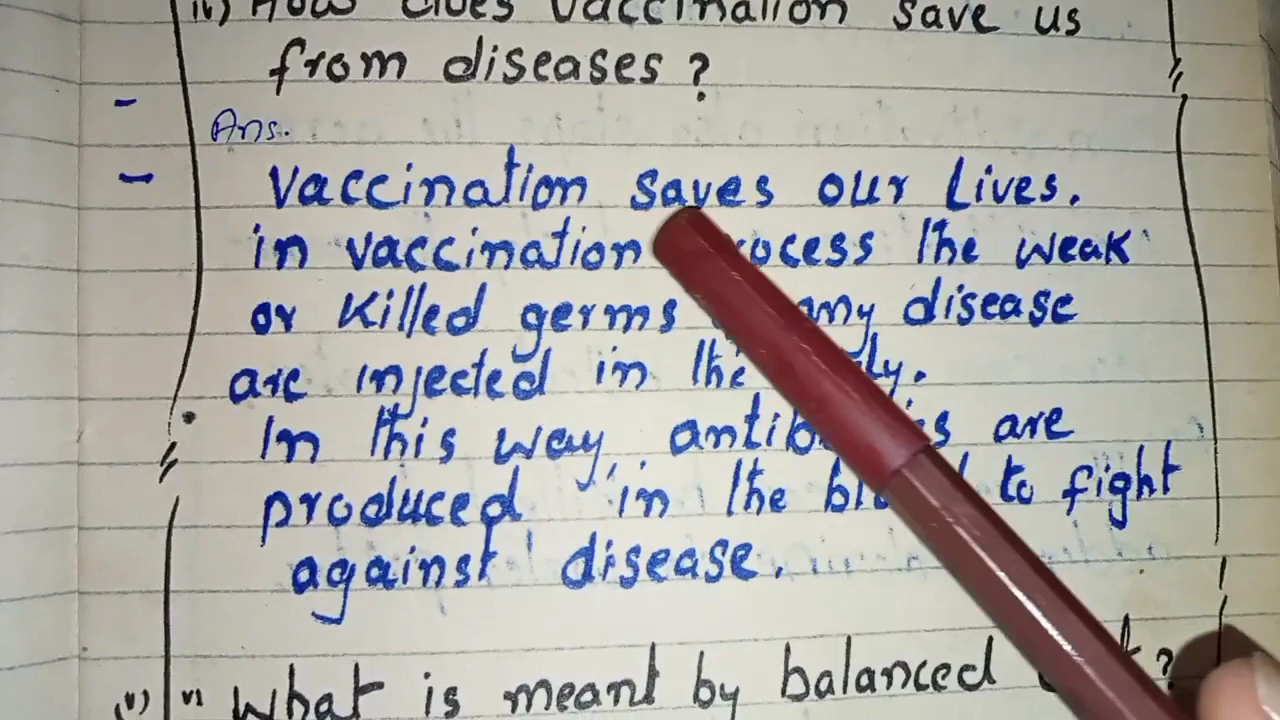 iv) How does vaccination save us
from diseases ?
Ans.
Vaccination saves our lives.
in vaccination the weak
or killed germs any disease
are injected in the
In this way, are
produced in the to fight
against disease.
(v) v) What is meant by balanced ?